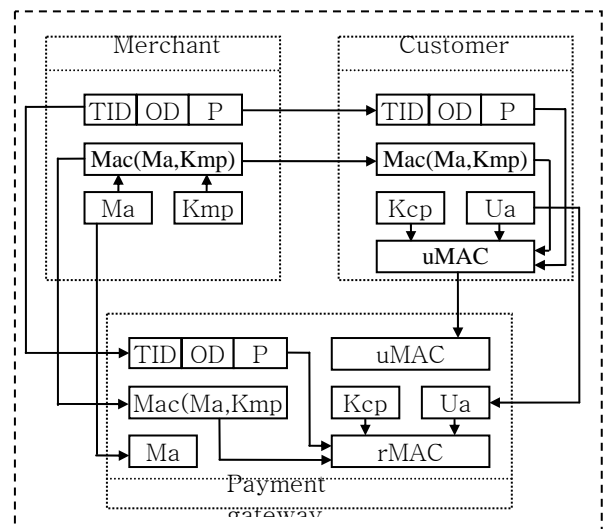 Merchant
Customer
TID OD P
TID OD P
Mac(Ma,Kmp)
Mac(Ma,Kmp)
Ma
Kmp
Kcp
Ua
uMAC
TID OD P
uMAC
Mac(Ma,Kmp
Kcp
Ua
Ma
rMAC
Payment
gateway